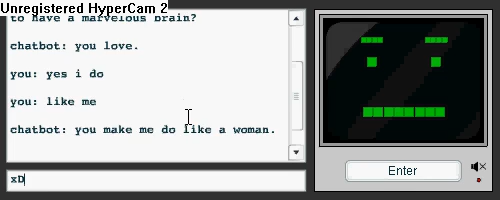 Unregistered HyperCam 2
to have a marvelous brain?
chatbot: you love.
you: yes i do
you: like me
chatbot: you make me do like a woman.
xD
Enter